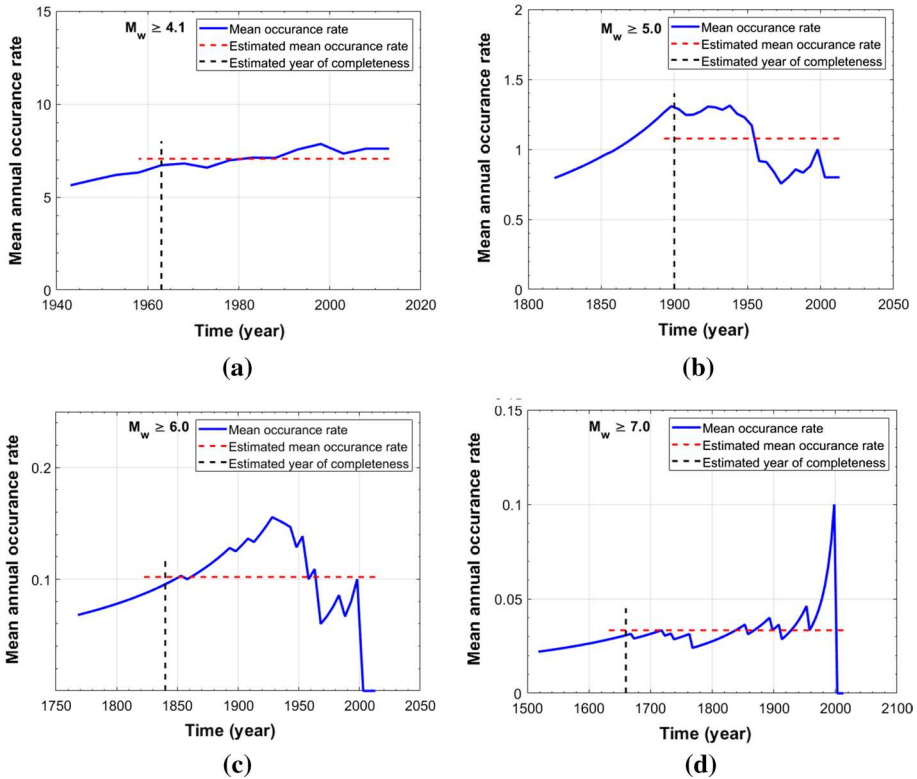 M_w ≥ 4.1
Mean occurance rate
Estimated mean occurance rate
Estimated year of completeness
Mean annual occurance rate
15
10
5
0
1940 1960 1980 2000 2020
Time (year)
(a)
M_w ≥ 5.0
Mean occurance rate
Estimated mean occurance rate
Estimated year of completeness
Mean annual occurance rate
2
1.5
1
0.5
0
1800 1850 1900 1950 2000 2050
Time (year)
(b)
M_w ≥ 6.0
Mean occurance rate
Estimated mean occurance rate
Estimated year of completeness
Mean annual occurance rate
0.2
0.1
1750 1800 1850 1900 1950 2000 2050
Time (year)
(c)
M_w ≥ 7.0
Mean occurance rate
Estimated mean occurance rate
Estimated year of completeness
Mean annual occurance rate
0.15
0.1
0.05
0
1500 1600 1700 1800 1900 2000 2100
Time (year)
(d)